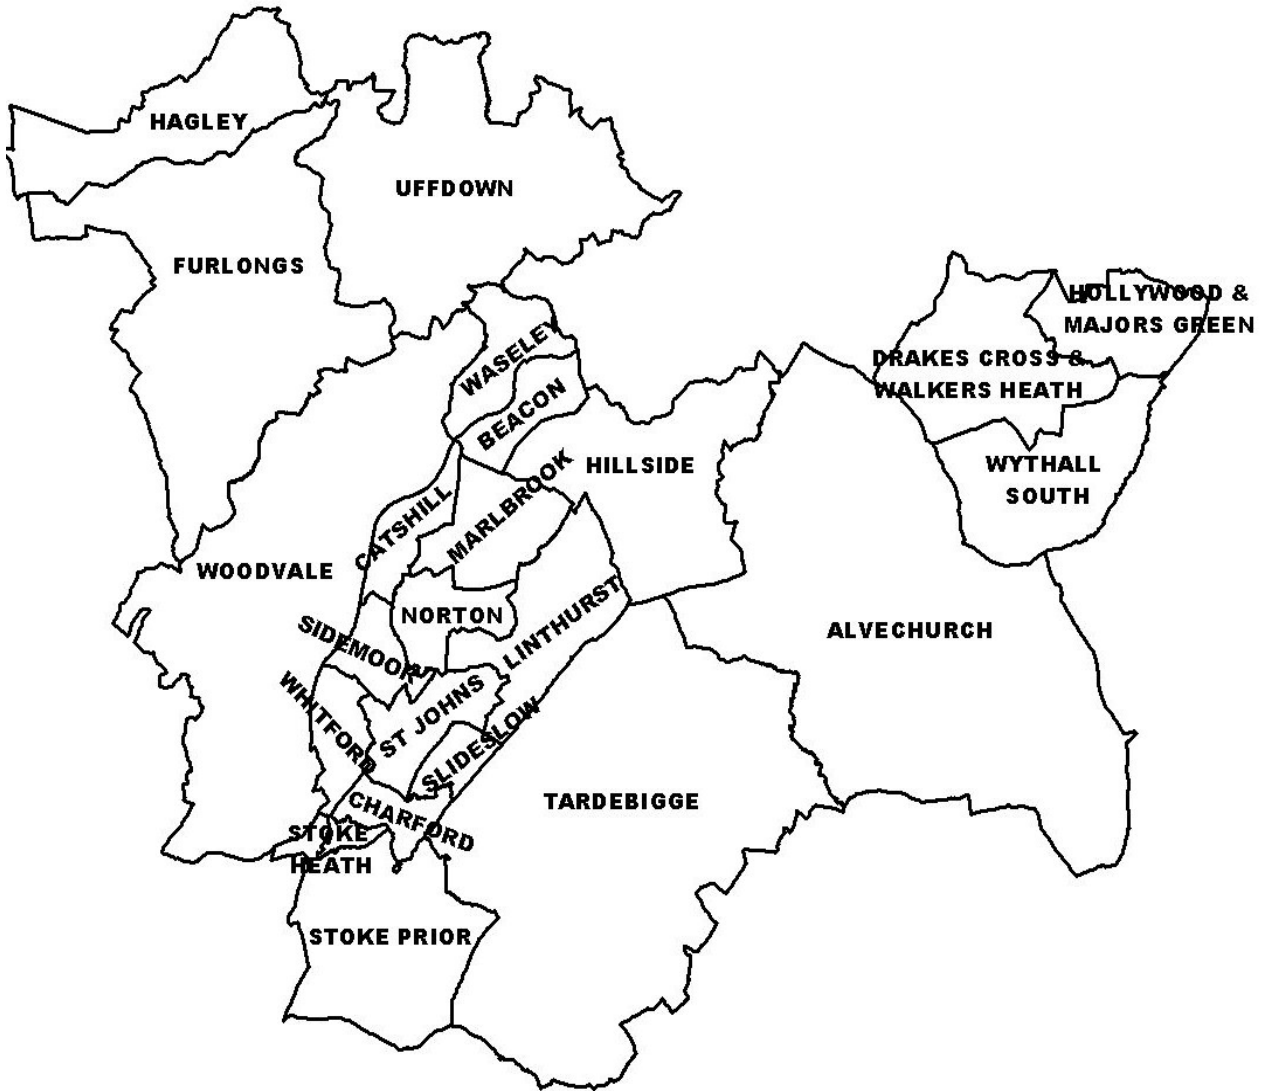 HAGLEY
UFFDOWN
FURLONGS
HOLLYWOOD &
MAJORS GREEN
WASELEY
DRAKES CROSS &
WALKERS HEATH
BEACON
HILLSIDE
WYTHALL
SOUTH
MARLBROOK
CATSHILL
WOODVALE
NORTON
LINTHURST
ALVECHURCH
SIDEMOOR
WHITFORD
ST JOHNS
SLIDESLOW
TARDEBIGGE
CHARFORD
STOKE
HEATH
STOKE PRIOR